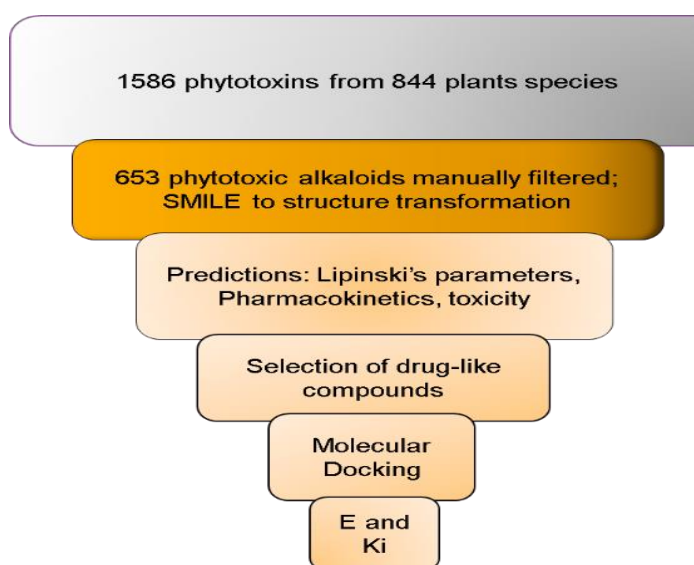 1586 phytotoxins from 844 plants species
653 phytotoxic alkaloids manually filtered;
SMILE to structure transformation
Predictions: Lipinski's parameters,
Pharmacokinetics, toxicity
Selection of drug-like
compounds
Molecular
Docking
E and
Ki